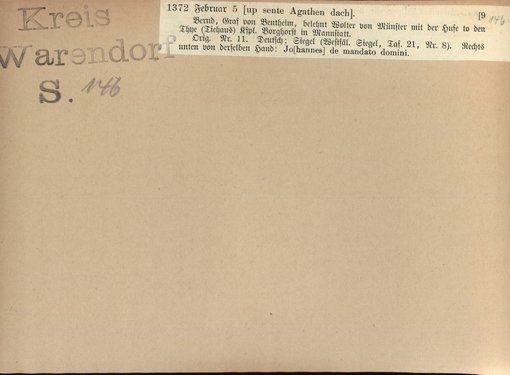 Kreis
Warendorf
S. 146
1372 Februar 5 [up sente Agathen dach]. [9 146
Bernd, Graf von Bentheim, belehnt Wolter von Münster mit der Hufe to den
Thye (Tiehaus) Kspl. Borghorst in Mannstatt.
Orig. Nr. 11. Deutsch; Siegel (Westfäl. Siegel, Taf. 21, Nr. 8). Rechts
unten von derselben Hand: Jo[hannes] de mandato domini.